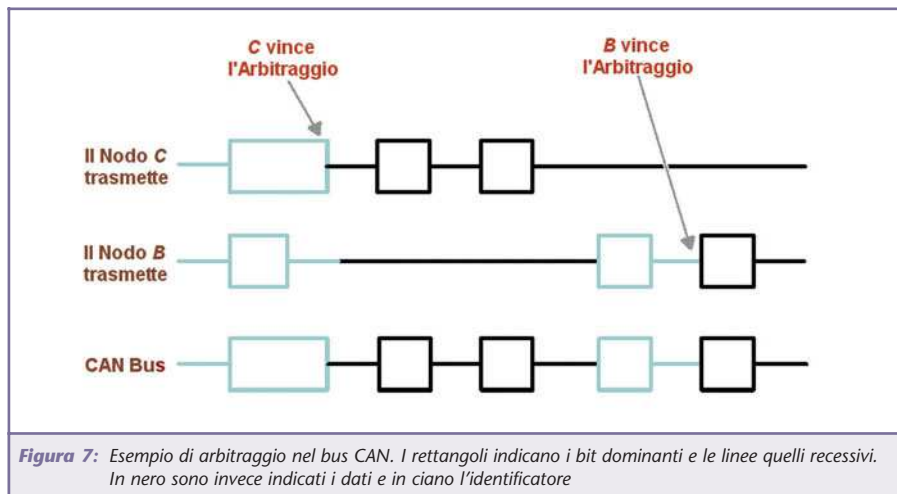 C vince
l'Arbitraggio
B vince
l'Arbitraggio
Il Nodo C
trasmette
Il Nodo B
trasmette
CAN Bus
Figura 7: Esempio di arbitraggio nel bus CAN. I rettangoli indicano i bit dominanti e le linee quelli recessivi.
In nero sono invece indicati i dati e in ciano l'identificatore